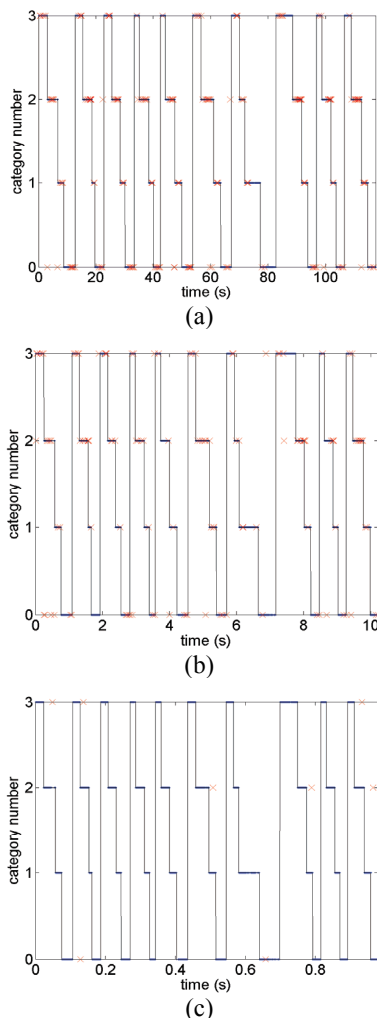 category number
3
2
1
0
0 20 40 60 80 100
time (s)
(a)
category number
3
2
1
0
0 2 4 6 8 10
time (s)
(b)
category number
3
2
1
0
0 0.2 0.4 0.6 0.8
time (s)
(c)